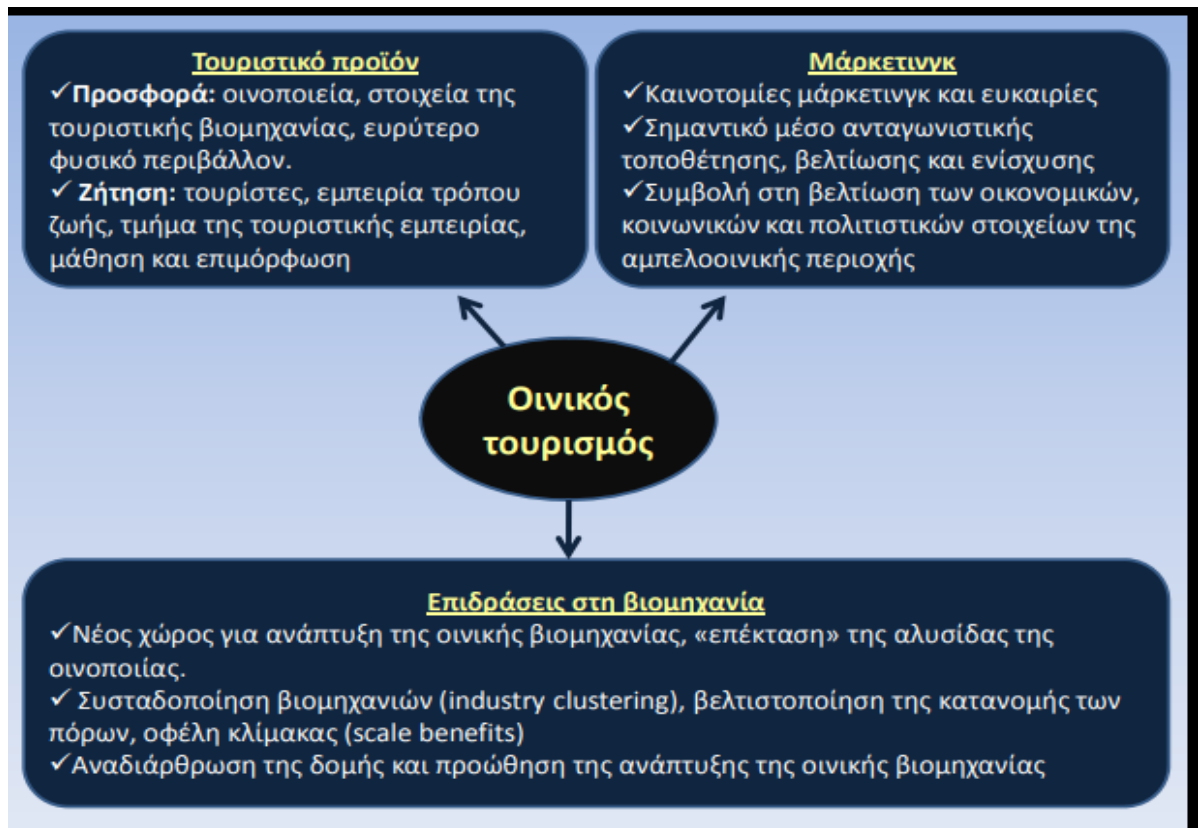 Τουριστικό προϊόν
✓Προσφορά: οινοποιεία, στοιχεία της
τουριστικής βιομηχανίας, ευρύτερο
φυσικό περιβάλλον.
✓ Ζήτηση: τουρίστες, εμπειρία τρόπου
ζωής, τμήμα της τουριστικής εμπειρίας,
μάθηση και επιμόρφωση
Μάρκετινγκ
✓Καινοτομίες μάρκετινγκ και ευκαιρίες
✓Σημαντικό μέσο ανταγωνιστικής
τοποθέτησης, βελτίωσης και ενίσχυσης
✓Συμβολή στη βελτίωση των οικονομικών,
κοινωνικών και πολιτιστικών στοιχείων της
αμπελοοινικής περιοχής
Οινικός
τουρισμός
Επιδράσεις στη βιομηχανία
✓Νέος χώρος για ανάπτυξη της οινικής βιομηχανίας, «επέκταση» της αλυσίδας της
οινοποιίας.
✓ Συσταδοποίηση βιομηχανιών (industry clustering), βελτιστοποίηση της κατανομής των
πόρων, οφέλη κλίμακας (scale benefits)
✓Αναδιάρθρωση της δομής και προώθηση της ανάπτυξης της οινικής βιομηχανίας